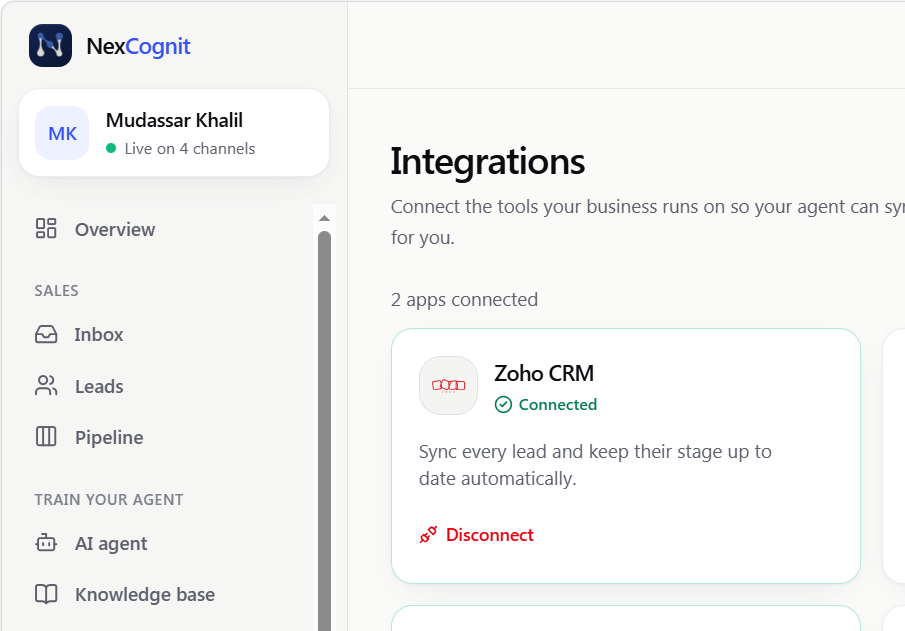 NexCognit
MK
Mudassar Khalil
Live on 4 channels
Overview
SALES
Inbox
Leads
Pipeline
TRAIN YOUR AGENT
AI agent
Knowledge base
Integrations
Connect the tools your business runs on so your agent can
for you.
2 apps connected
Zoho CRM
Connected
Sync every lead and keep their stage up to
date automatically.
Disconnect